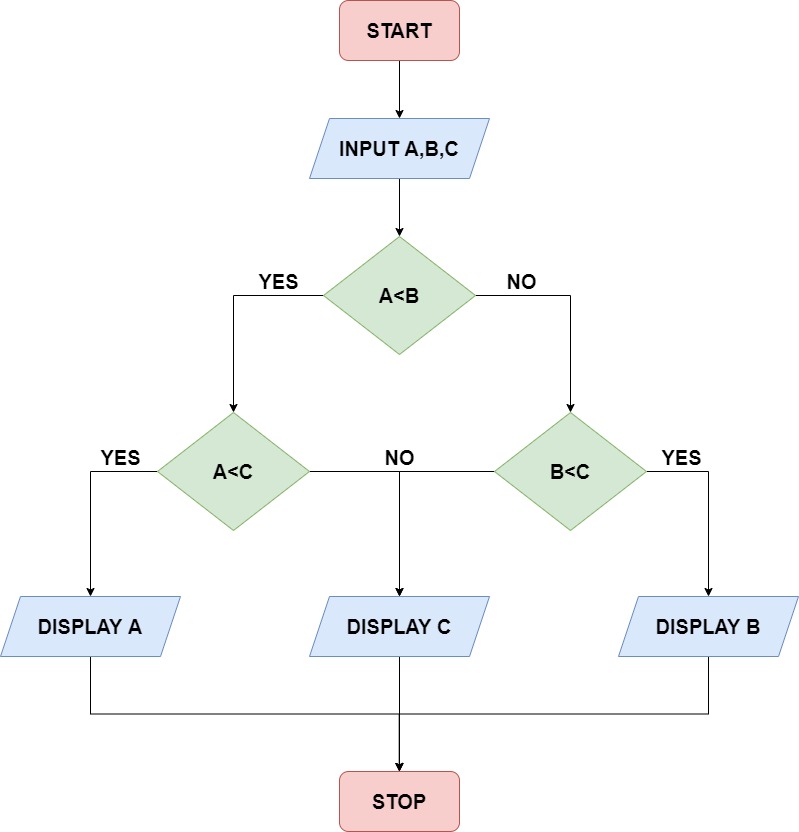 START
INPUT A,B,C
YES
A<B
NO
YES
A<C
NO
B<C
YES
DISPLAY A
DISPLAY C
DISPLAY B
STOP